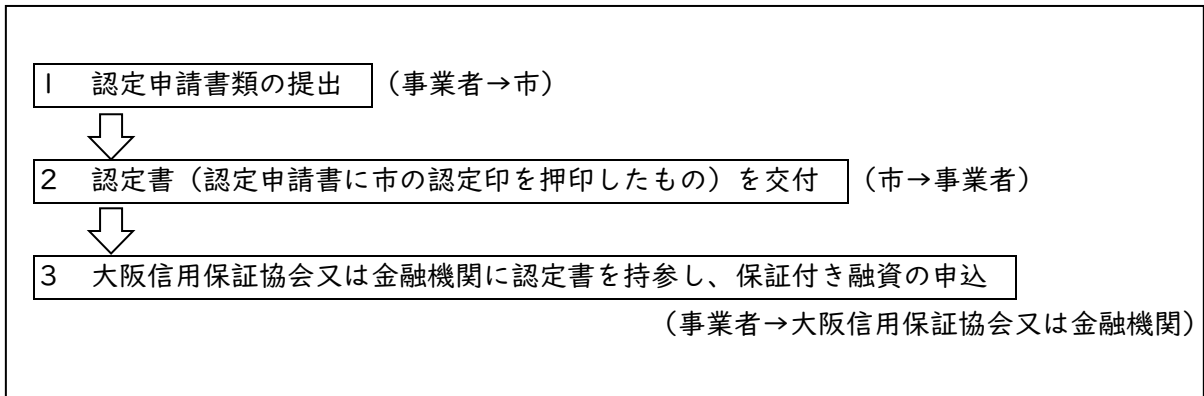 1 認定申請書類の提出 (事業者→市)
2 認定書(認定申請書に市の認定印を押印したもの)を交付 (市→事業者)
3 大阪信用保証協会又は金融機関に認定書を持参し、保証付き融資の申込
(事業者→大阪信用保証協会又は金融機関)